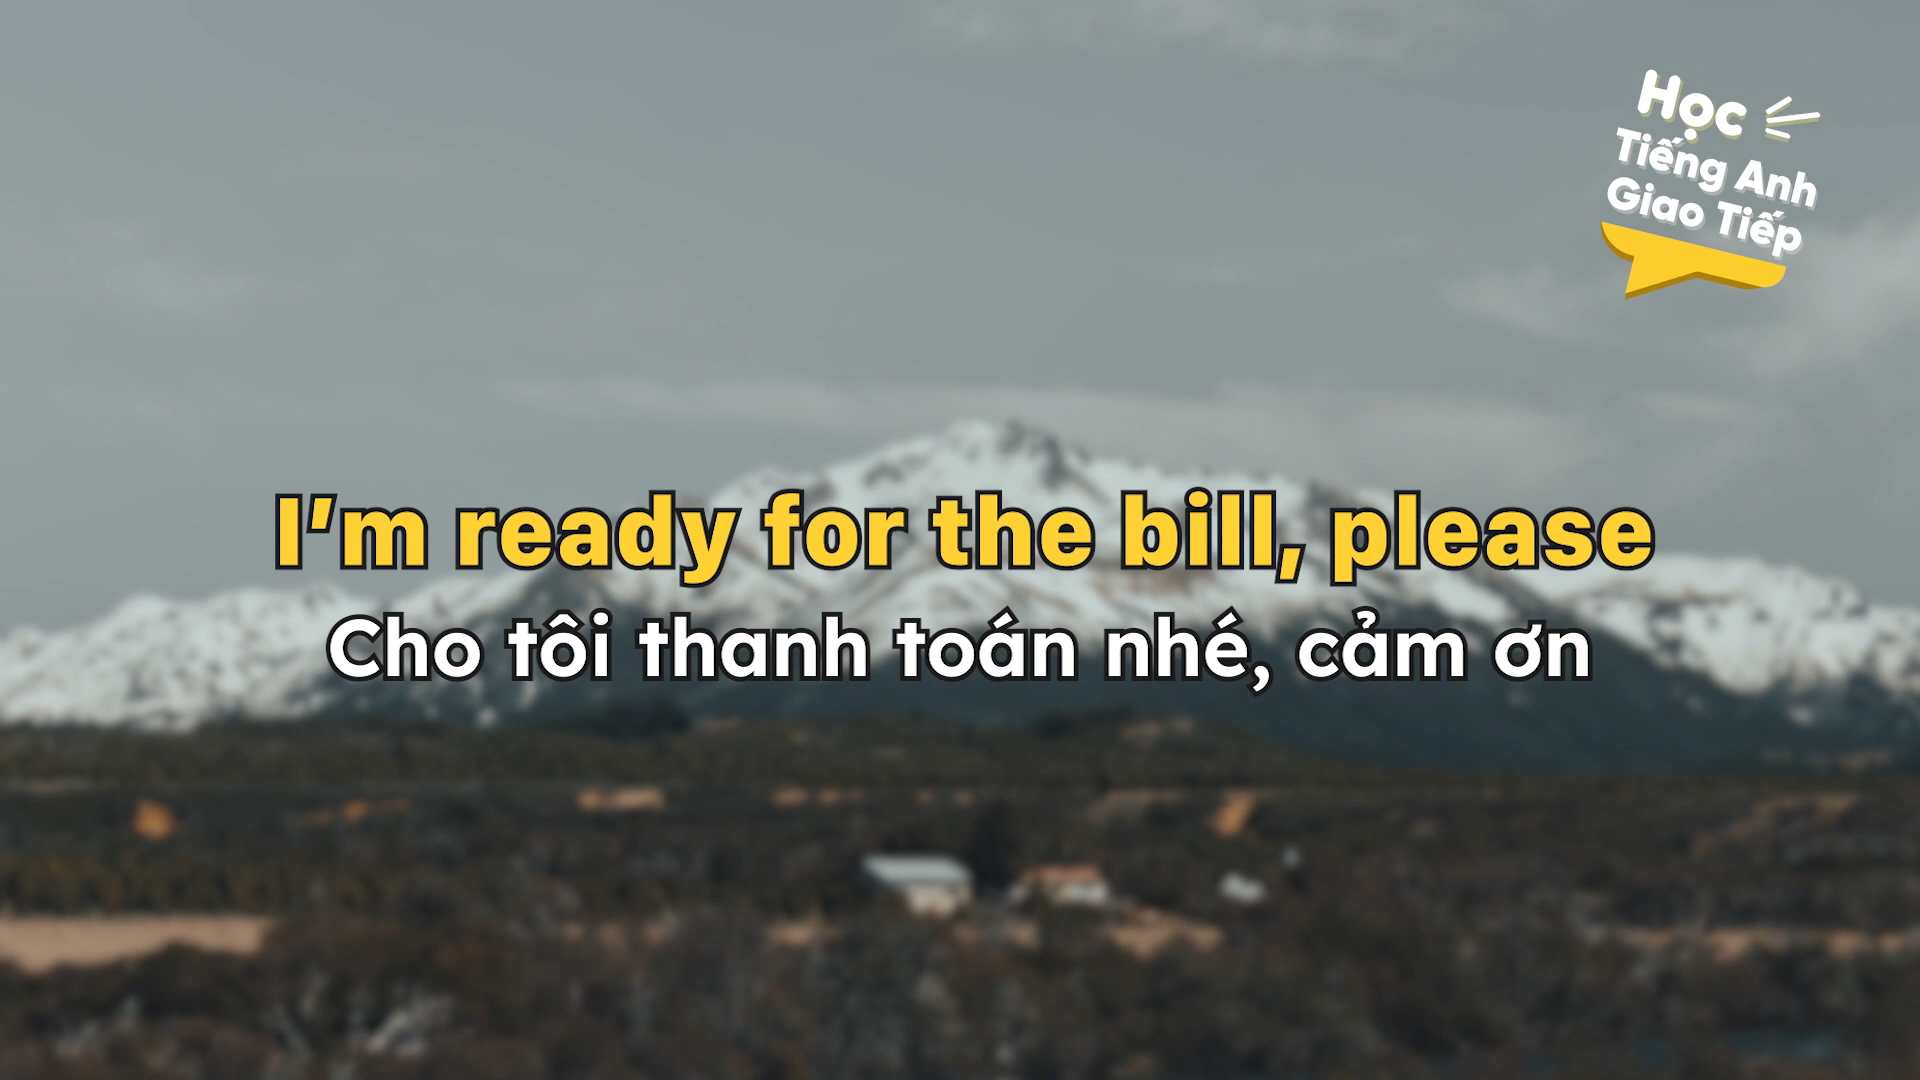 Học
Tiếng Anh
Giao Tiếp
I’m ready for the bill, please
Cho tôi thanh toán nhé, cảm ơn